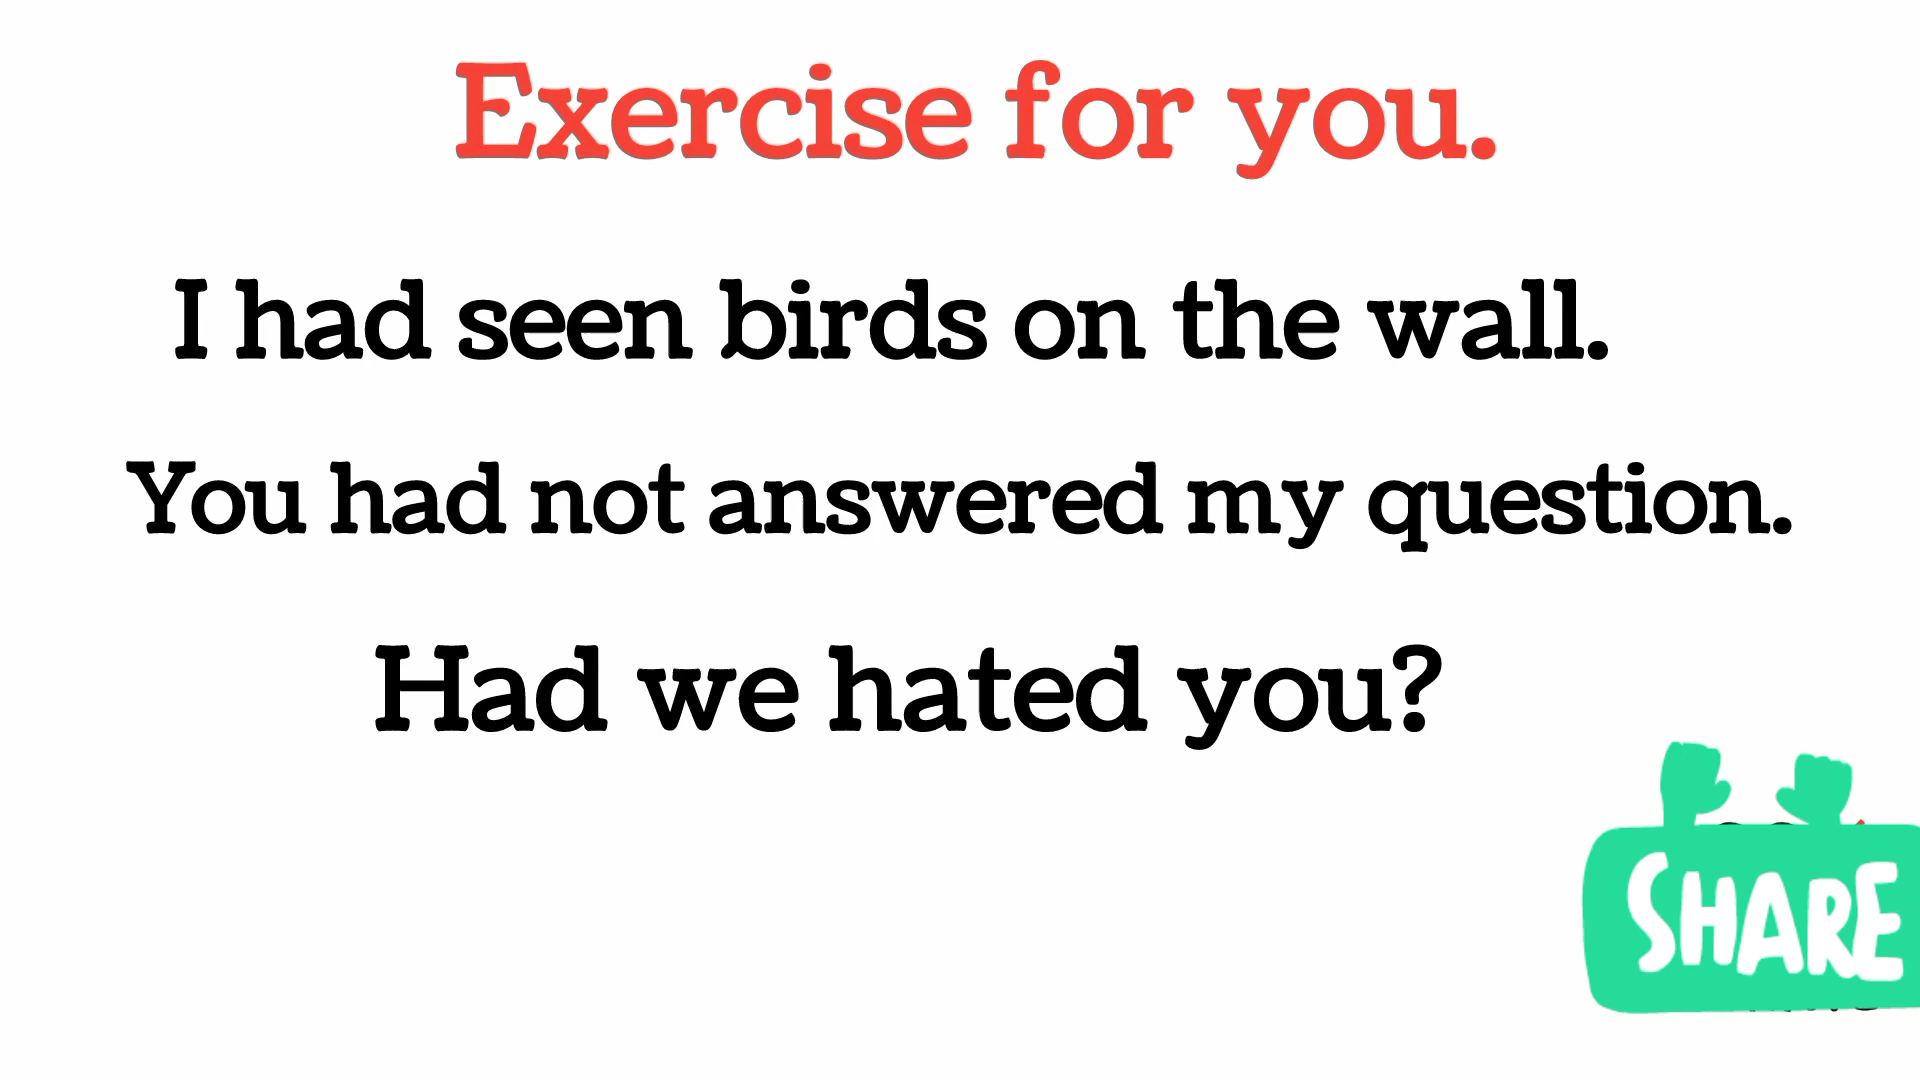 Exercise for you.
I had seen birds on the wall.
You had not answered my question.
Had we hated you?
SHARE